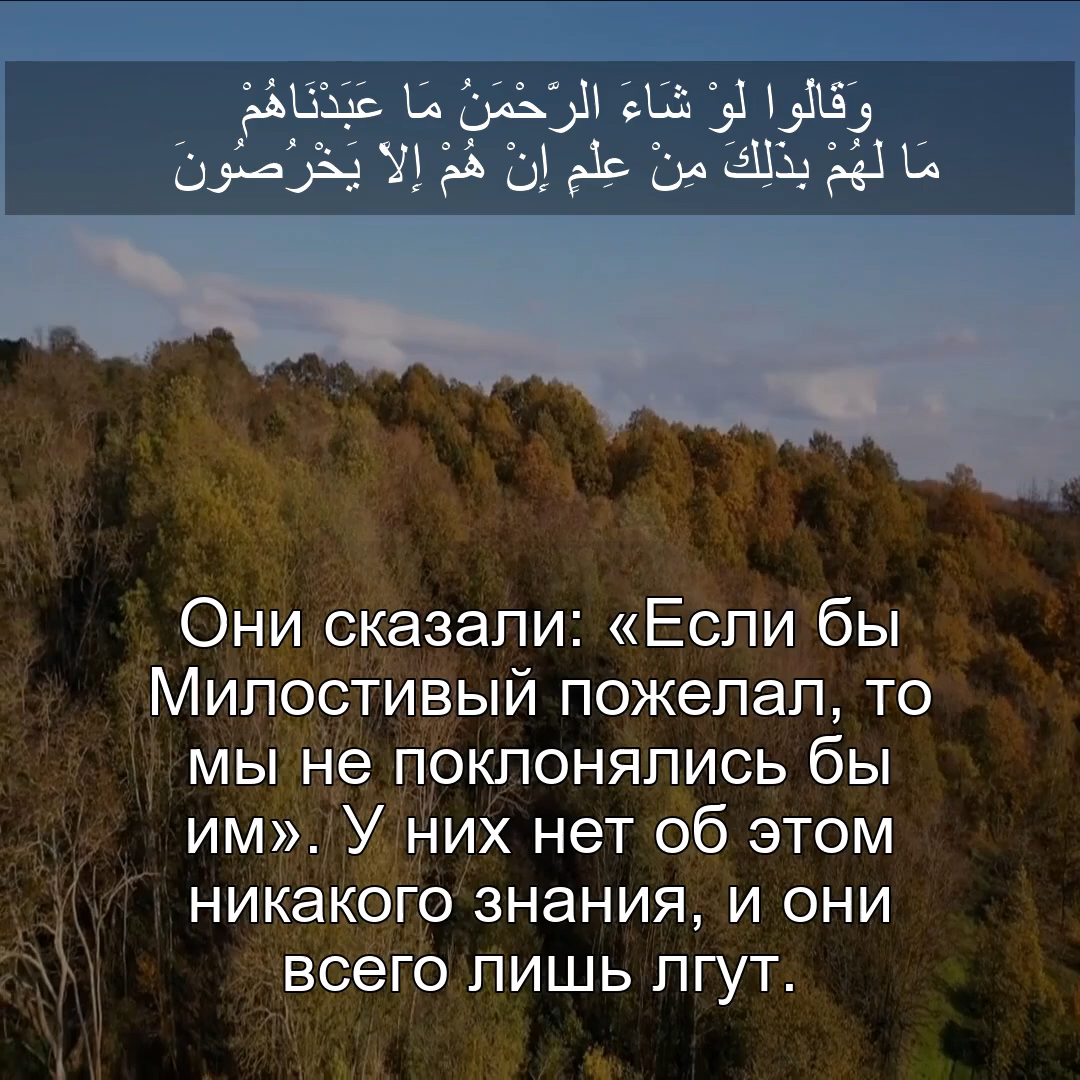 وَقَالُوا لَوْ شَاءَ الرَّحْمَنُ مَا عَبَدْنَاهُمْ
مَا لَهُمْ بِذَلِكَ مِنْ عِلْمٍ إِنْ هُمْ إِلاَّ يَخْرُصُونَ
Они сказали: «Если бы
Милостивый пожелал, то
мы не поклонялись бы
им». У них нет об этом
никакого знания, и они
всего лишь лгут.